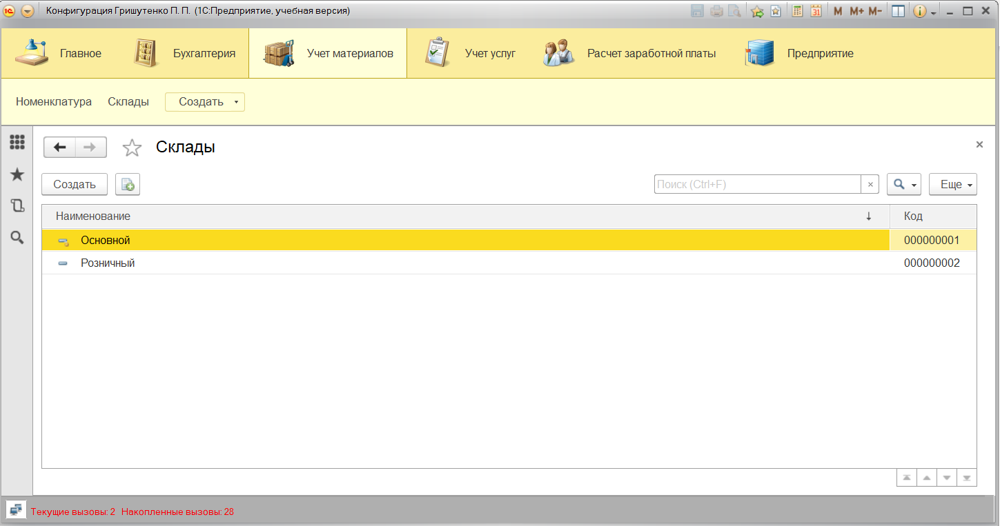 Конфигурация Гришутенко П. П. (1С:Предприятие, учебная версия)
31 M M+ M-
Главное Бухгалтерия Учет материалов Учет услуг Расчет заработной платы Предприятие
Номенклатура Склады Создать
Склады
Создать Поиск (Ctrl+F) Еще
Наименование Код
Основной 000000001
Розничный 000000002
Текущие вызовы: 2 Накопленные вызовы: 28